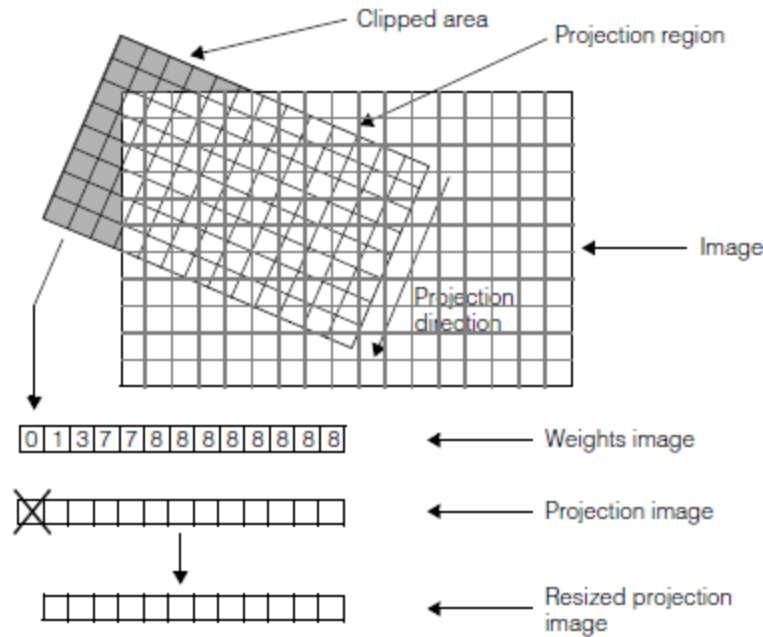 Clipped area
Projection region
Image
Projection
direction
0 1 3 7 7 8 8 8 8 8 8 8 8
Weights image
Projection image
Resized projection
image